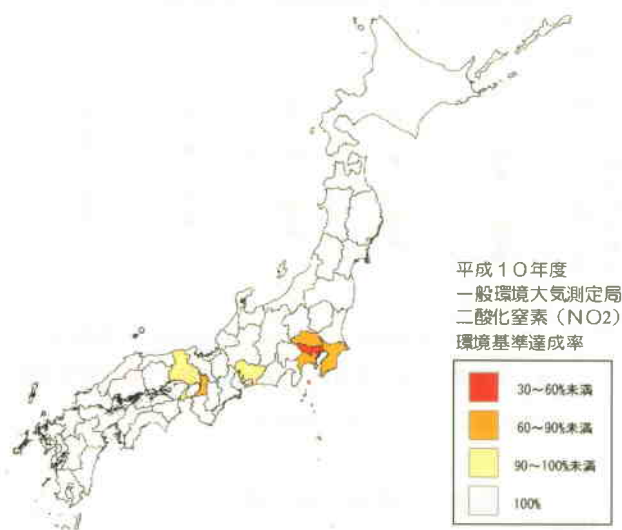 平成10年度
一般環境大気測定局
二酸化窒素(NO2)
環境基準達成率
30~60%未満
60~90%未満
90~100%未満
100%